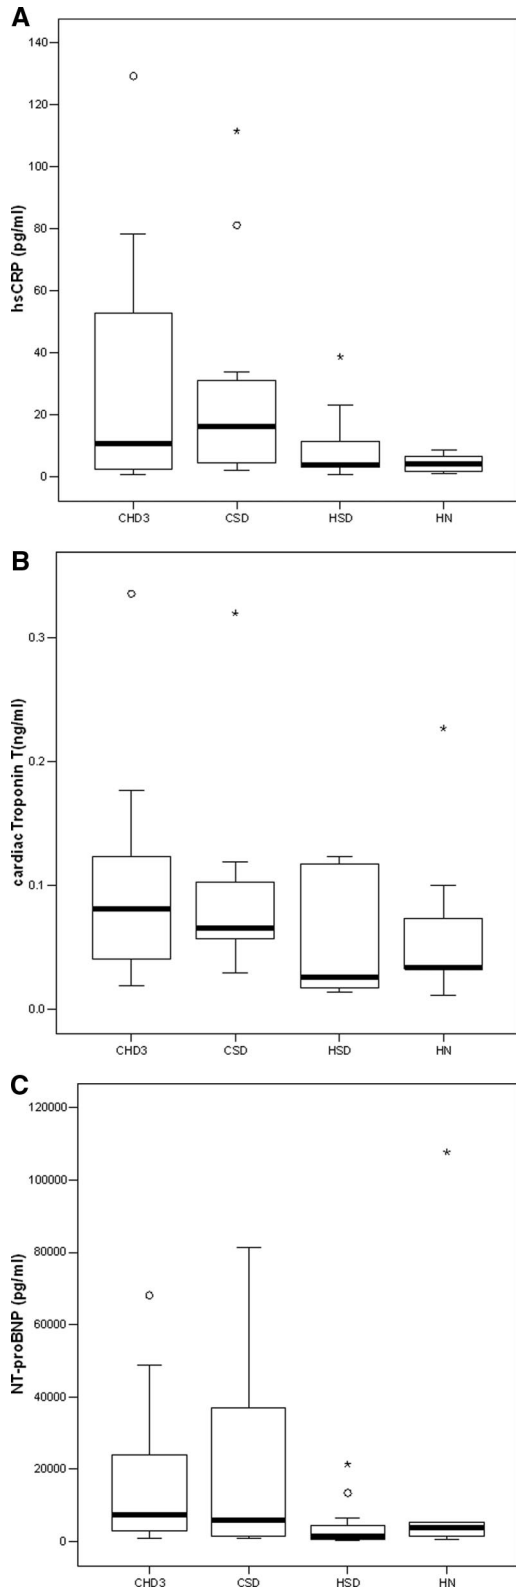 A
hsCRP (pg/ml)
140
120
100
80
60
40
20
0
CHD3 CSD HSD HN
B
cardiac Troponin T(ng/ml)
0.3
0.2
0.1
0.0
CHD3 CSD HSD HN
C
NT-proBNP (pg/ml)
120000
100000
80000
60000
40000
20000
0
CHD3 CSD HSD HN